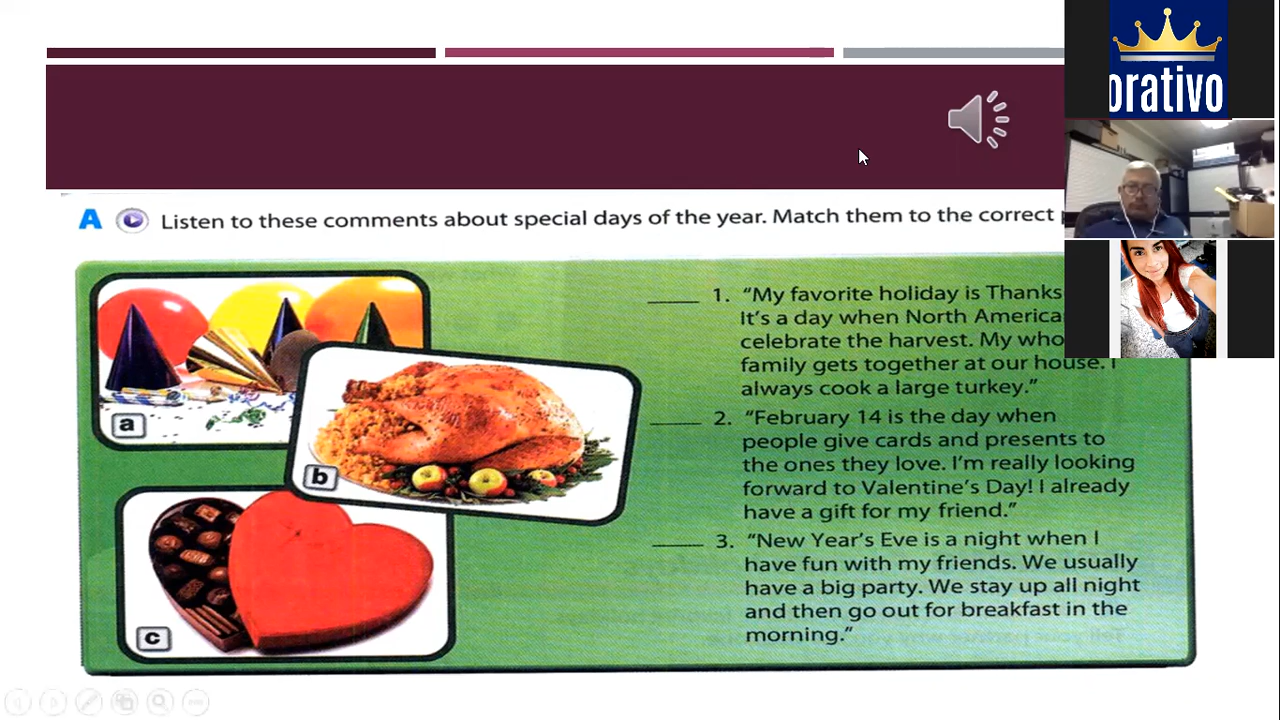 orativo
A Listen to these comments about special days of the year. Match them to the correct
a
b
c
1. "My favorite holiday is Thanks
It's a day when North America
celebrate the harvest. My who
family gets together at our house. I
always cook a large turkey."
2. "February 14 is the day when
people give cards and presents to
the ones they love. I'm really looking
forward to Valentine's Day! I already
have a gift for my friend."
3. "New Year's Eve is a night when I
have fun with my friends. We usually
have a big party. We stay up all night
and then go out for breakfast in the
morning."